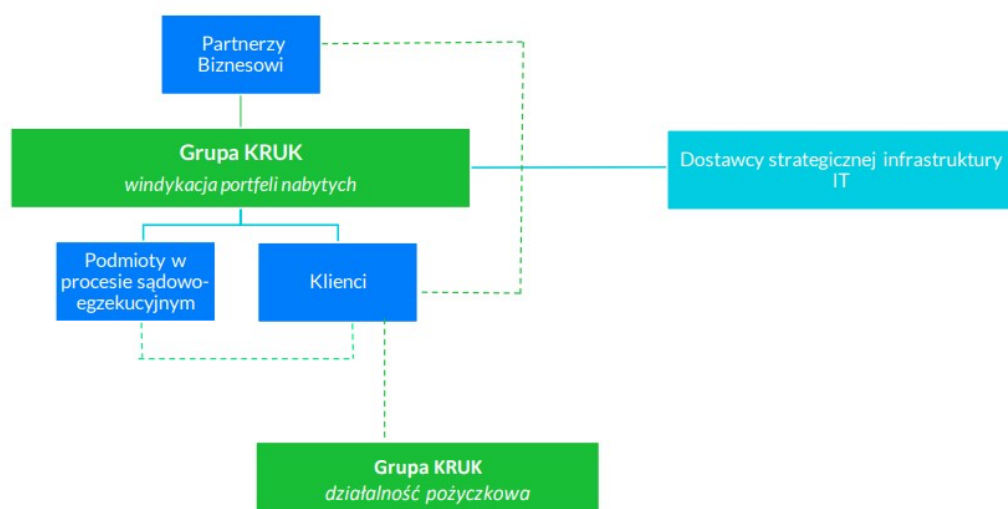 Partnerzy
Biznesowi
Grupa KRUK
windykacja portfeli nabytych
Dostawcy strategicznej infrastruktury
IT
Podmioty w
procesie sądowo-
egzekucyjnym
Klienci
Grupa KRUK
działalność pożyczkowa